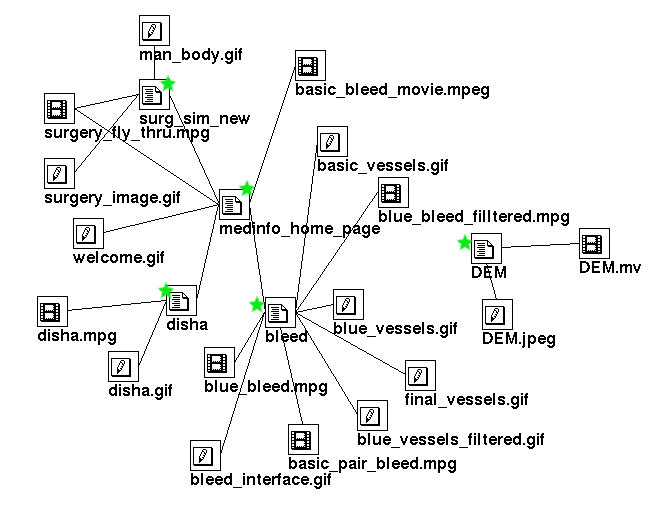 man_body.gif
basic_bleed_movie.mpeg
surg_sim_new
surgery_fly_thru.mpg
basic_vessels.gif
surgery_image.gif
blue_bleed_fillltered.mpg
medinfo_home_page
welcome.gif
DEM
DEM.mv
disha
disha.mpg
bleed
blue_vessels.gif
DEM.jpeg
disha.gif
blue_bleed.mpg
final_vessels.gif
blue_vessels_filtered.gif
basic_pair_bleed.mpg
bleed_interface.gif